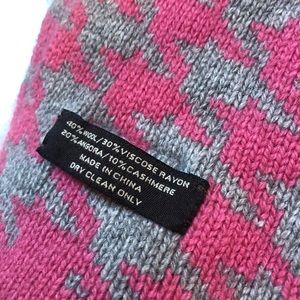 40% WOOL/30% VISCOSE RAYON
20% ANGORA/10% CASHMERE
MADE IN CHINA
DRY CLEAN ONLY